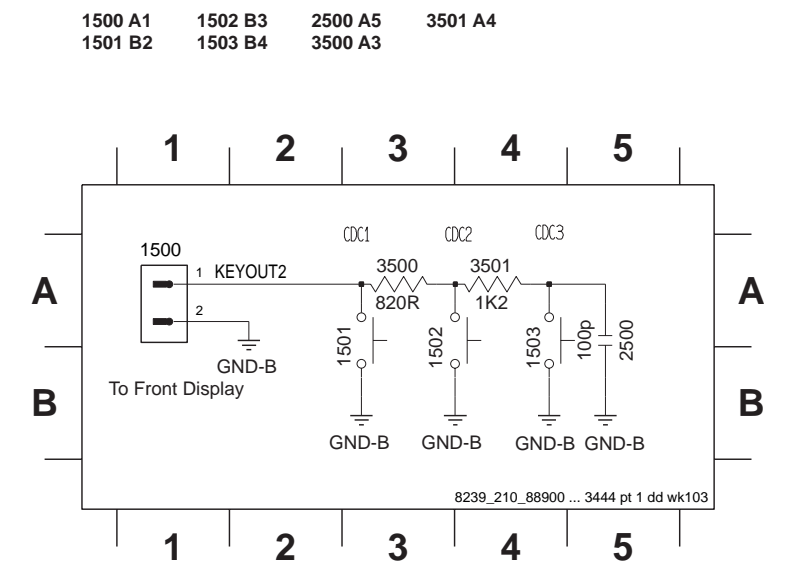 1500 A1 1502 B3 2500 A5 3501 A4
1501 B2 1503 B4 3500 A3
1 2 3 4 5
CDC1 CDC2 CDC3
1500
1 KEYOUT2
3500 3501
820R 1K2
A A
2
1501 1502 1503 100p 2500
GND-B
To Front Display
B B
GND-B GND-B GND-B GND-B
8239_210_88900 ... 3444 pt 1 dd wk103
1 2 3 4 5